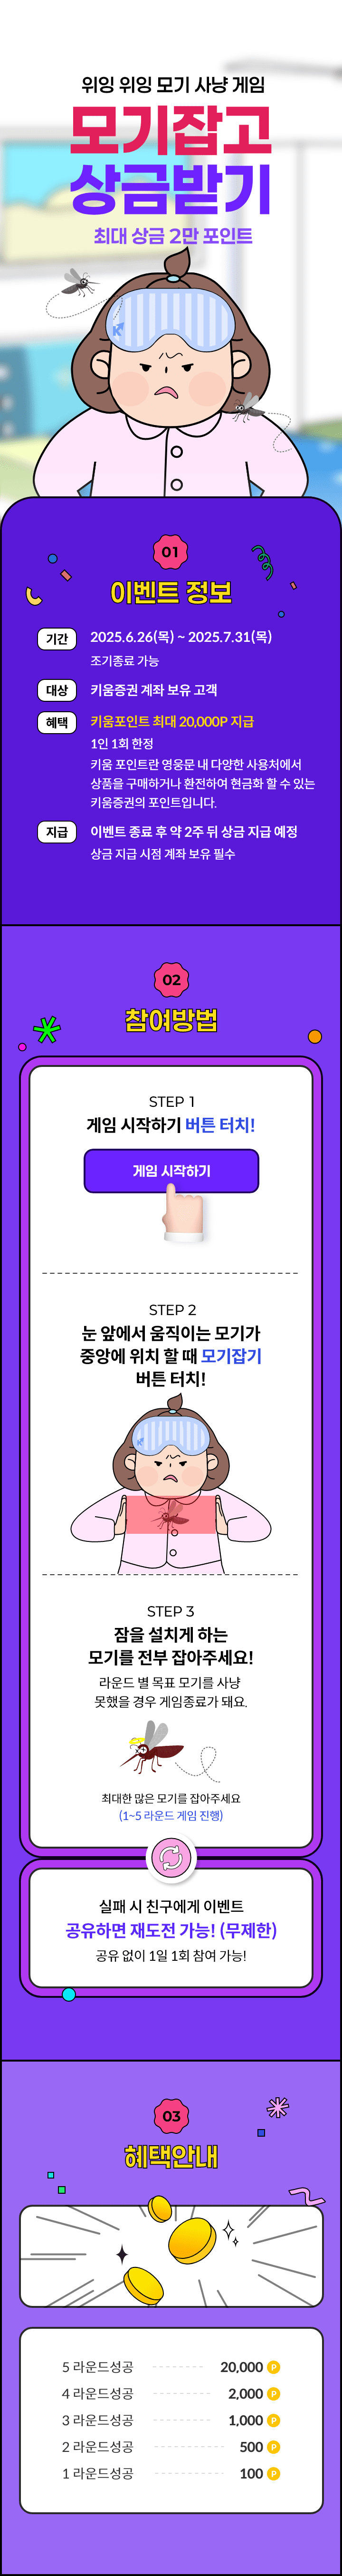 위잉 위잉 모기 사냥 게임
모기잡고
상금받기
최대 상금 2만 포인트
K
01
이벤트 정보
기간
2025.6.26(목) ~ 2025.7.31(목)
조기종료 가능
대상
키움증권 계좌 보유 고객
혜택
키움포인트 최대 20,000P 지급
1인 1회 한정
키움 포인트란 영웅문 내 다양한 사용처에서
상품을 구매하거나 환전하여 현금화 할 수 있는
키움증권의 포인트입니다.
지급
이벤트 종료 후 약 2주 뒤 상금 지급 예정
상금 지급 시점 계좌 보유 필수
02
참여방법
STEP 1
게임 시작하기 버튼 터치!
게임 시작하기
STEP 2
눈 앞에서 움직이는 모기가
중앙에 위치 할 때 모기잡기
버튼 터치!
STEP 3
잠을 설치게 하는
모기를 전부 잡아주세요!
라운드 별 목표 모기를 사냥
못했을 경우 게임종료가 돼요.
최대한 많은 모기를 잡아주세요
(1~5 라운드 게임 진행)
실패 시 친구에게 이벤트
공유하면 재도전 가능! (무제한)
공유 없이 1일 1회 참여 가능!
03
혜택안내
5 라운드성공 20,000 P
4 라운드성공 2,000 P
3 라운드성공 1,000 P
2 라운드성공 500 P
1 라운드성공 100 P